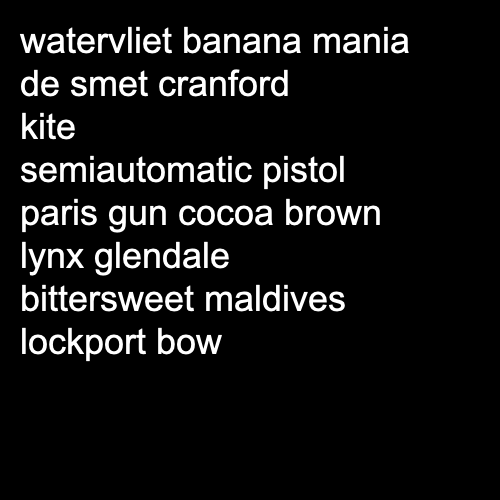 watervliet banana mania
de smet cranford
kite
semiautomatic pistol
paris gun cocoa brown
lynx glendale
bittersweet maldives
lockport bow